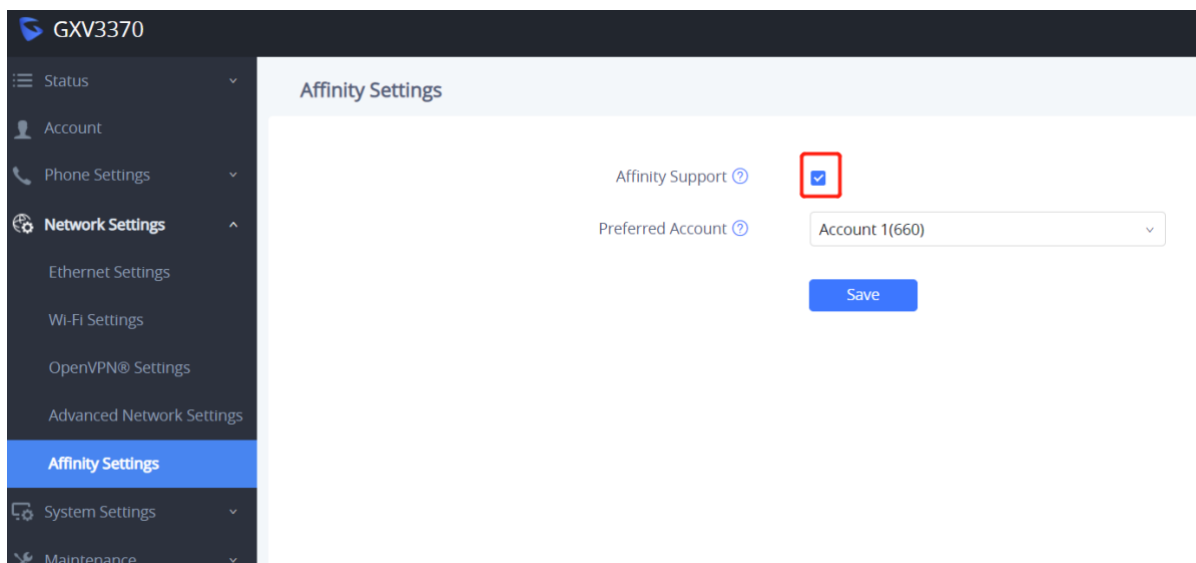 GXV3370
Status
Account
Phone Settings
Network Settings
Ethernet Settings
Wi-Fi Settings
OpenVPN® Settings
Advanced Network Settings
Affinity Settings
System Settings
Maintenance
Affinity Settings
Affinity Support ?
Preferred Account ? Account 1(660)
Save